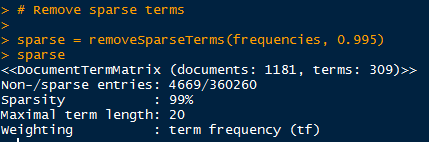 > # Remove sparse terms
>
> sparse = removeSparseTerms(frequencies, 0.995)
> sparse
<<DocumentTermMatrix (documents: 1181, terms: 309)>>
Non-/sparse entries: 4669/360260
Sparsity           : 99%
Maximal term length: 20
Weighting          : term frequency (tf)